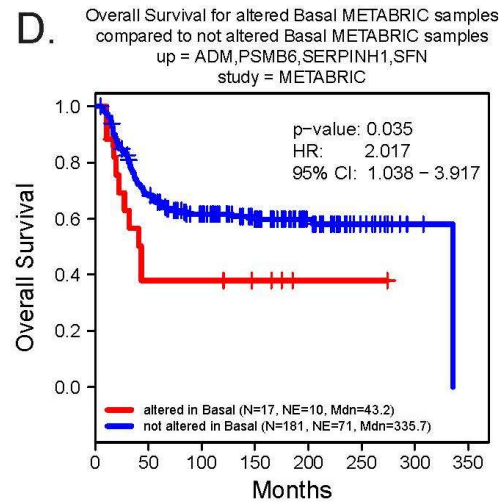 D.
Overall Survival for altered Basal METABRIC samples
compared to not altered Basal METABRIC samples
up = ADM,PSMB6,SERPINH1,SFN
study = METABRIC
p-value: 0.035
HR: 2.017
95% CI: 1.038 – 3.917
Overall Survival
1.0
0.8
0.6
0.4
0.2
0.0
altered in Basal (N=17, NE=10, Mdn=43.2)
not altered in Basal (N=181, NE=71, Mdn=335.7)
0 50 100 150 200 250 300 350
Months